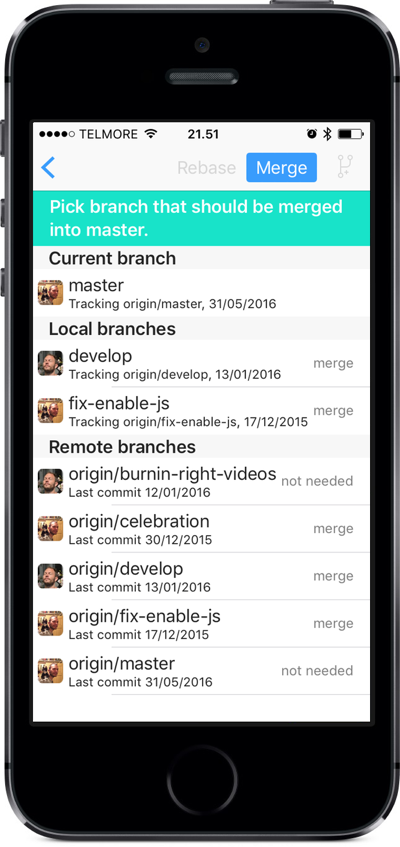 TELMORE 21.51
Rebase Merge
Pick branch that should be merged
into master.
Current branch
master
Tracking origin/master, 31/05/2016
Local branches
develop
Tracking origin/develop, 13/01/2016
merge
fix-enable-js
Tracking origin/fix-enable-js, 17/12/2015
merge
Remote branches
origin/burnin-right-videos
Last commit 12/01/2016
not needed
origin/celebration
Last commit 30/12/2015
merge
origin/develop
Last commit 13/01/2016
merge
origin/fix-enable-js
Last commit 17/12/2015
merge
origin/master
Last commit 31/05/2016
not needed